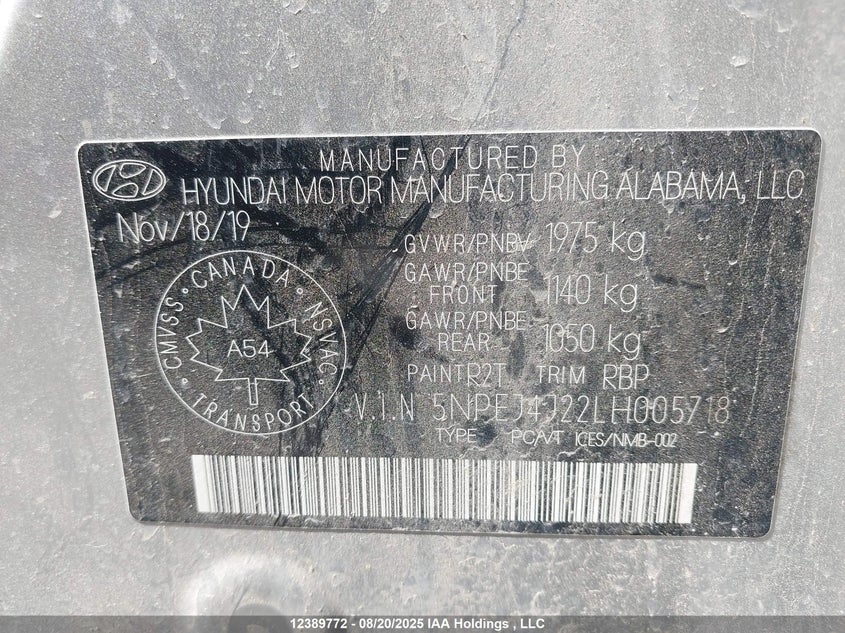 MANUFACTURED BY
HYUNDAI MOTOR MANUFACTURING ALABAMA, LLC
Nov/18/19
GVWR/PNBV 1975 kg
GAWR/PNBE FRONT 1140 kg
GAWR/PNBE REAR 1050 kg
PAINT R2T TRIM RBP
V.I.N 5NPEJ4J22LH005718
TYPE PCA/T ICES/NMB-002
CANADA
CMVSS
NSVAC
A54
TRANSPORT
12389772 - 08/20/2025 IAA Holdings , LLC